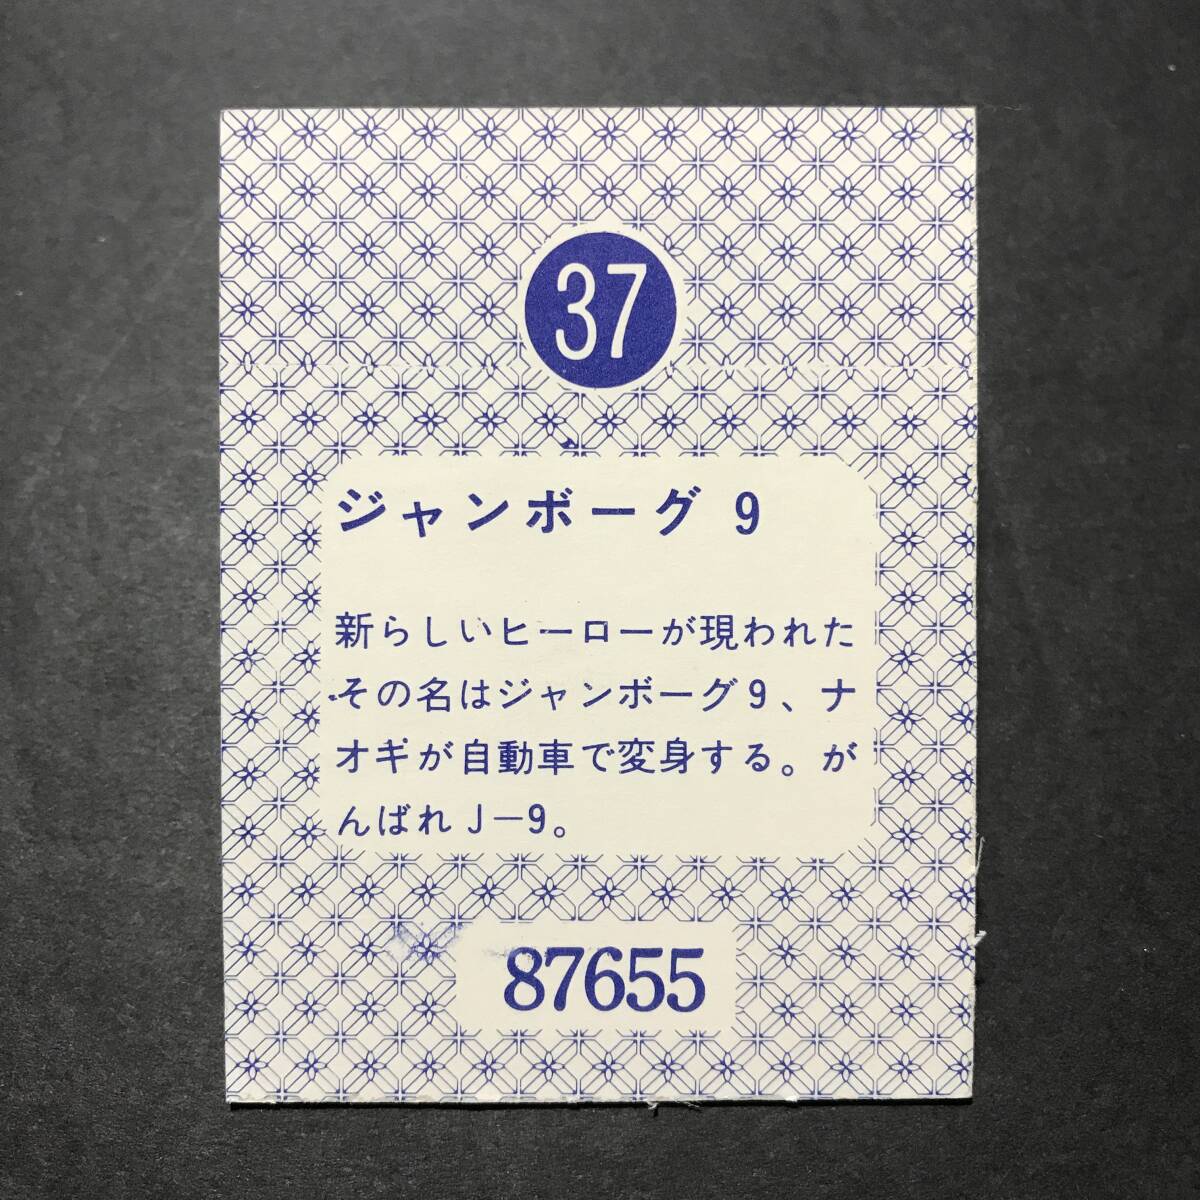 37
ジャンボーグ 9
新らしいヒーローが現われた
その名はジャンボーグ9、ナ
オギが自動車で変身する。が
んばれJ-9。
87655